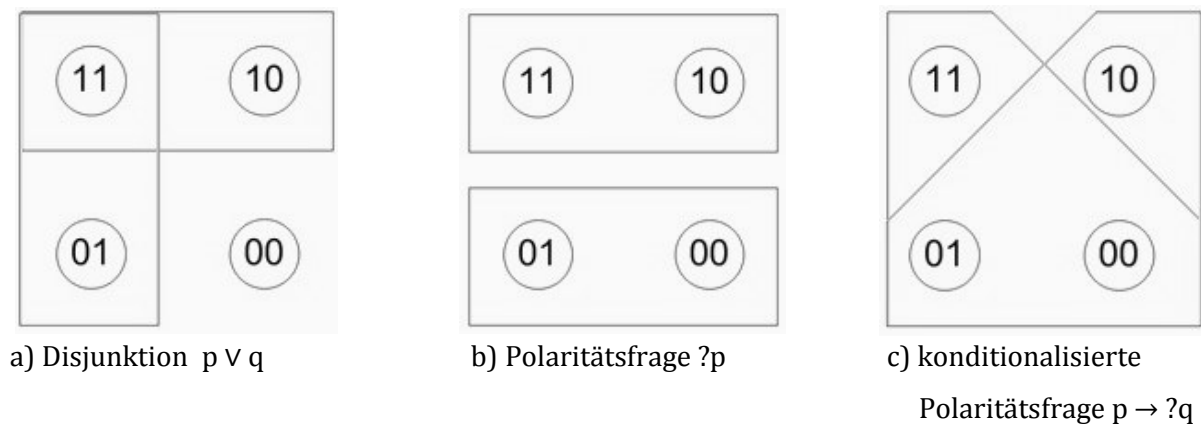 11 10 11 10 11 10
01 00 01 00 01 00
a) Disjunktion p ∨ q b) Polaritätsfrage ?p c) konditionalisierte
Polaritätsfrage p → ?q